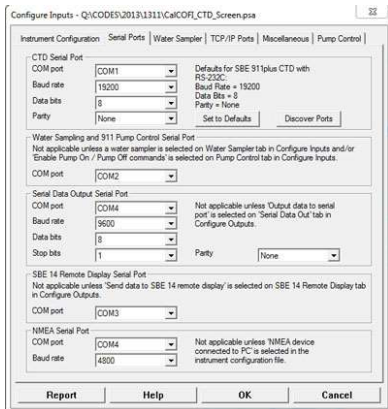 Configure Inputs - Q:\CODES\2013\1311\CalCOFI_CTD_Screen.psa
Instrument Configuration Serial Ports Water Sampler TCP/IP Ports Miscellaneous Pump Control
CTD Serial Port
COM port COM1
Baud rate 19200
Data bits 8
Parity None
Defaults for SBE 911plus CTD with
RS-232C:
Baud Rate = 19200
Data Bits = 8
Parity = None
Set to Defaults Discover Ports
Water Sampling and 911 Pump Control Serial Port
Not applicable unless a water sampler is selected on Water Sampler tab in Configure Inputs and/or
'Enable Pump On / Pump Off commands' is selected on Pump Control tab in Configure Inputs.
COM port COM2
Serial Data Output Serial Port
COM port COM4
Baud rate 9600
Data bits 8
Stop bits 1
Not applicable unless 'Output data to serial
port' is selected on 'Serial Data Out' tab in
Configure Outputs.
Parity None
SBE 14 Remote Display Serial Port
Not applicable unless 'Send data to SBE 14 remote display' is selected on SBE 14 Remote Display tab
in Configure Outputs.
COM port COM3
NMEA Serial Port
COM port COM4
Baud rate 4800
Not applicable unless 'NMEA device
connected to PC' is selected in the
instrument configuration file.
Report Help OK Cancel